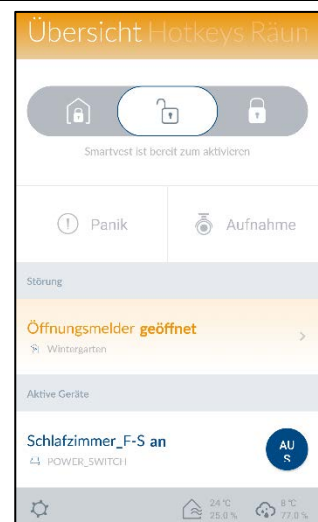 Übersicht Hotkeys Räun
Smartvest ist bereit zum aktivieren
Panik
Aufnahme
Störung
Öffnungsmelder geöffnet
Wintergarten
Aktive Geräte
Schlafzimmer_F-S an
POWER_SWITCH
AU
S
24 °C
25.0 %
8 °C
77.0 %